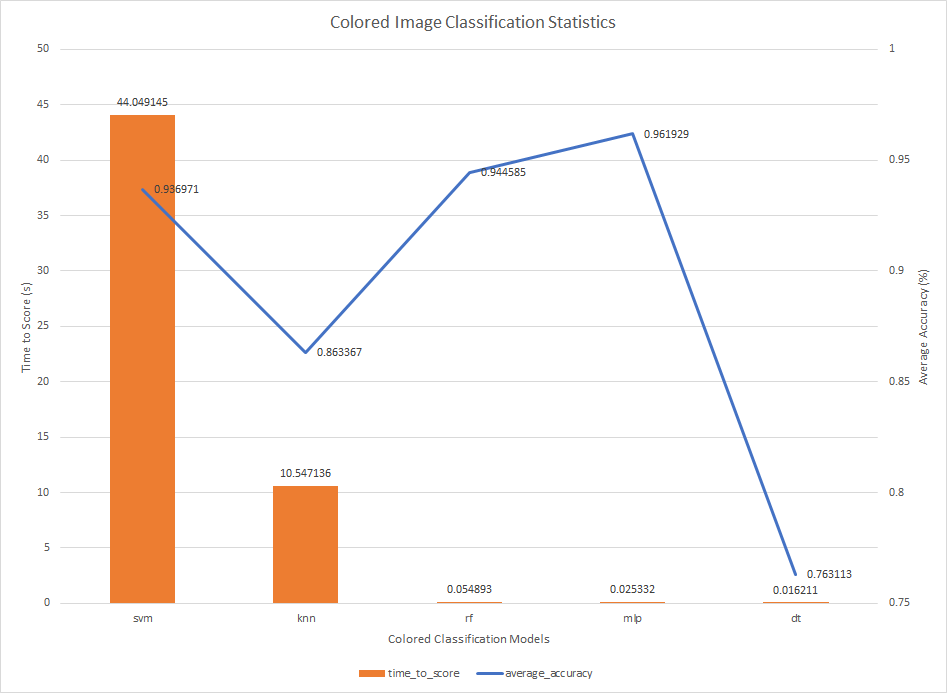 Colored Image Classification Statistics
50 1
45 44.049145
40 0.95 0.961929
0.944585
0.936971
35
30 0.9
25
0.863367
20 0.85
15
10.547136
10 0.8
5
0.763113
0.054893 0.025332 0.016211
0 0.75
svm knn rf mlp dt
Time to Score (s)
Average Accuracy (%)
Colored Classification Models
time_to_score average_accuracy